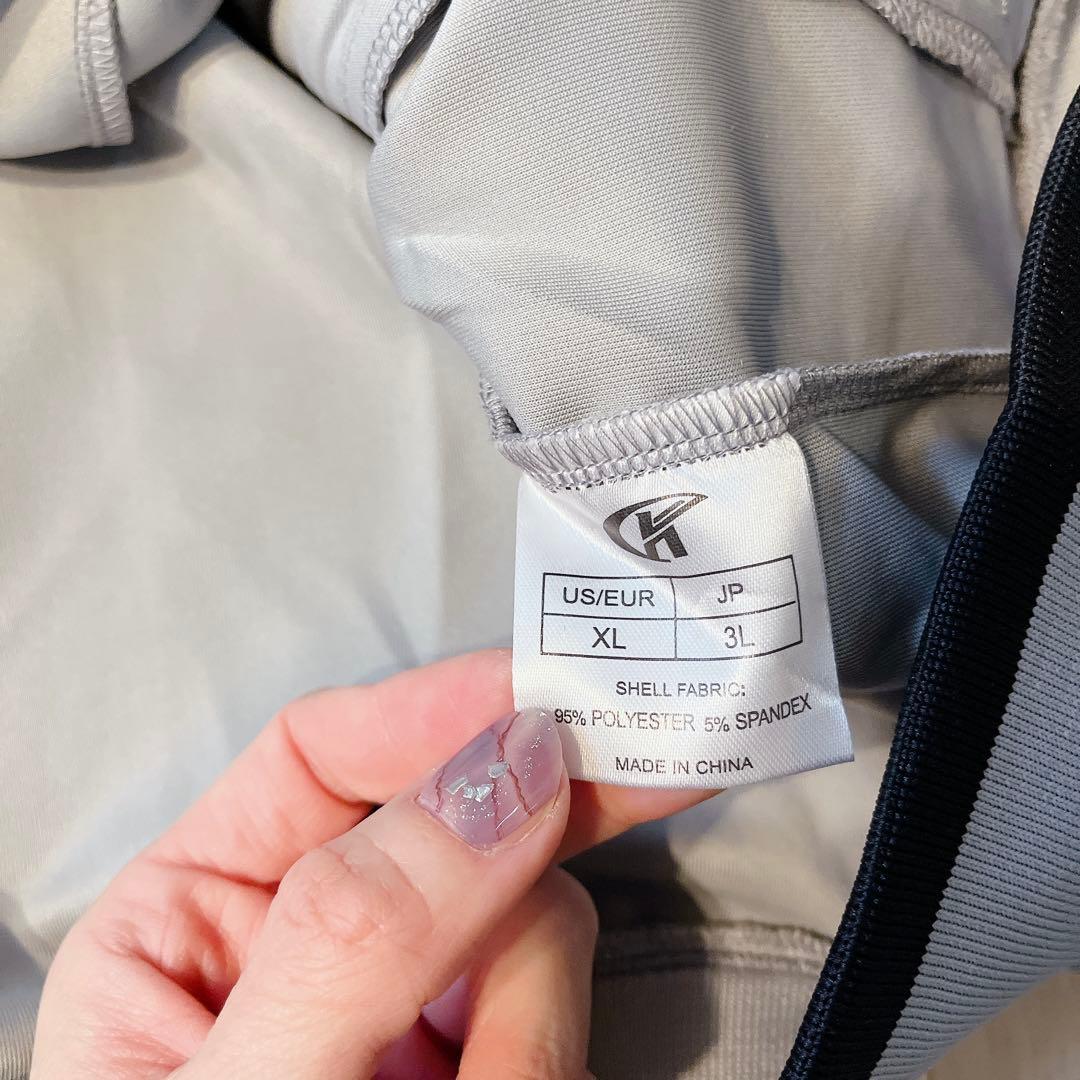 K
US/EUR JP
XL 3L
SHELL FABRIC:
95% POLYESTER 5% SPANDEX
MADE IN CHINA